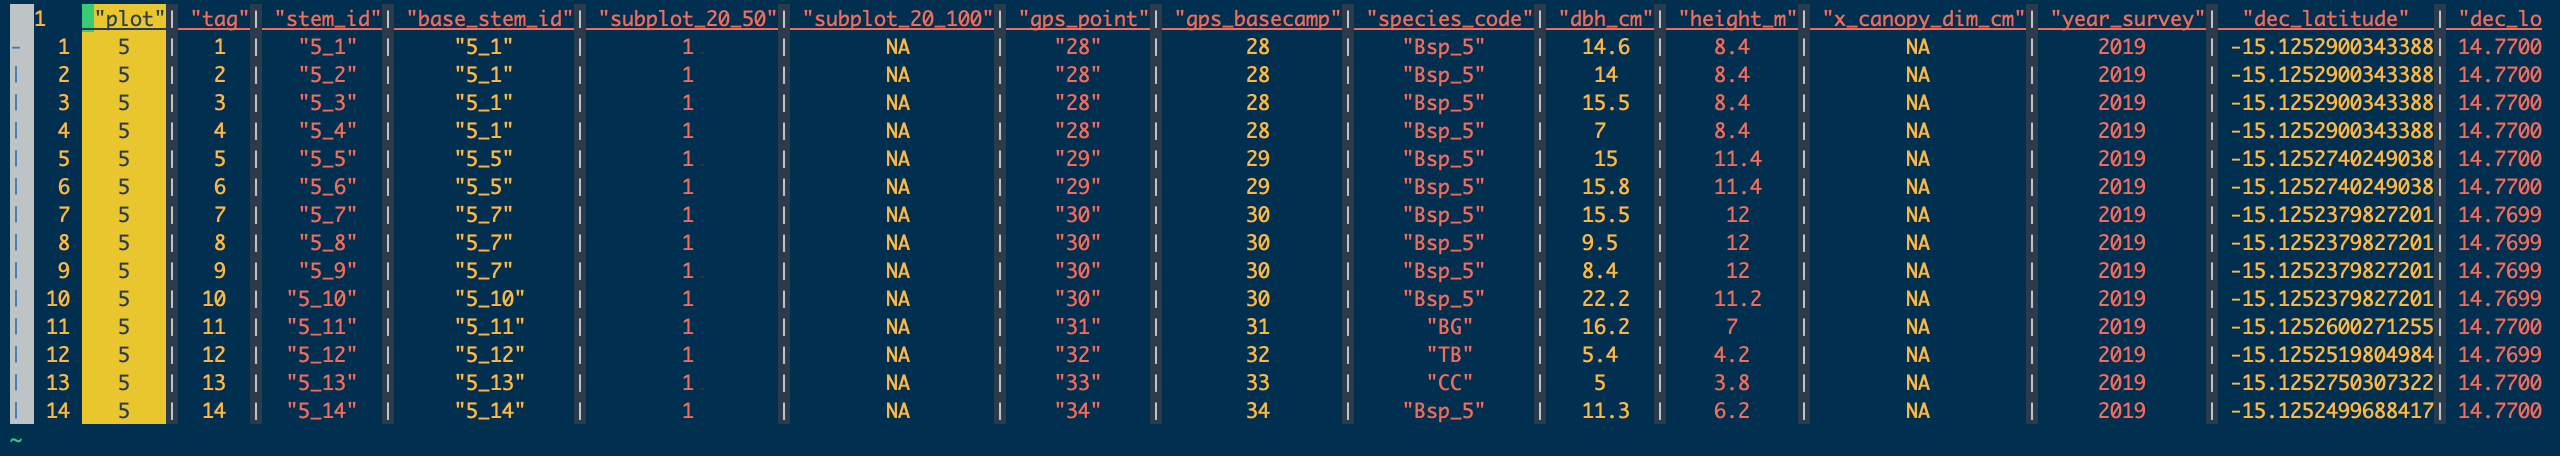 1 "plot"| "tag"| "stem_id"| "base_stem_id"| "subplot_20_50"| "subplot_20_100"| "gps_point"| "gps_basecamp"| "species_code"| "dbh_cm"| "height_m"| "x_canopy_dim_cm"| "year_survey"| "dec_latitude" | "dec_lo
- 1 5 | 1 | "5_1" | "5_1" | 1 | NA | "28" | 28 | "Bsp_5" | 14.6 | 8.4 | NA | 2019 | -15.1252900343388| 14.7700
| 2 5 | 2 | "5_2" | "5_1" | 1 | NA | "28" | 28 | "Bsp_5" | 14 | 8.4 | NA | 2019 | -15.1252900343388| 14.7700
| 3 5 | 3 | "5_3" | "5_1" | 1 | NA | "28" | 28 | "Bsp_5" | 15.5 | 8.4 | NA | 2019 | -15.1252900343388| 14.7700
| 4 5 | 4 | "5_4" | "5_1" | 1 | NA | "28" | 28 | "Bsp_5" | 7 | 8.4 | NA | 2019 | -15.1252900343388| 14.7700
| 5 5 | 5 | "5_5" | "5_5" | 1 | NA | "29" | 29 | "Bsp_5" | 15 | 11.4 | NA | 2019 | -15.1252740249038| 14.7700
| 6 5 | 6 | "5_6" | "5_5" | 1 | NA | "29" | 29 | "Bsp_5" | 15.8 | 11.4 | NA | 2019 | -15.1252740249038| 14.7700
| 7 5 | 7 | "5_7" | "5_7" | 1 | NA | "30" | 30 | "Bsp_5" | 15.5 | 12 | NA | 2019 | -15.1252379827201| 14.7699
| 8 5 | 8 | "5_8" | "5_7" | 1 | NA | "30" | 30 | "Bsp_5" | 9.5 | 12 | NA | 2019 | -15.1252379827201| 14.7699
| 9 5 | 9 | "5_9" | "5_7" | 1 | NA | "30" | 30 | "Bsp_5" | 8.4 | 12 | NA | 2019 | -15.1252379827201| 14.7699
| 10 5 | 10 | "5_10" | "5_10" | 1 | NA | "30" | 30 | "Bsp_5" | 22.2 | 11.2 | NA | 2019 | -15.1252379827201| 14.7699
| 11 5 | 11 | "5_11" | "5_11" | 1 | NA | "31" | 31 | "BG" | 16.2 | 7 | NA | 2019 | -15.1252600271255| 14.7700
| 12 5 | 12 | "5_12" | "5_12" | 1 | NA | "32" | 32 | "TB" | 5.4 | 4.2 | NA | 2019 | -15.1252519804984| 14.7699
| 13 5 | 13 | "5_13" | "5_13" | 1 | NA | "33" | 33 | "CC" | 5 | 3.8 | NA | 2019 | -15.1252750307322| 14.7700
| 14 5 | 14 | "5_14" | "5_14" | 1 | NA | "34" | 34 | "Bsp_5" | 11.3 | 6.2 | NA | 2019 | -15.1252499688417| 14.7700
~